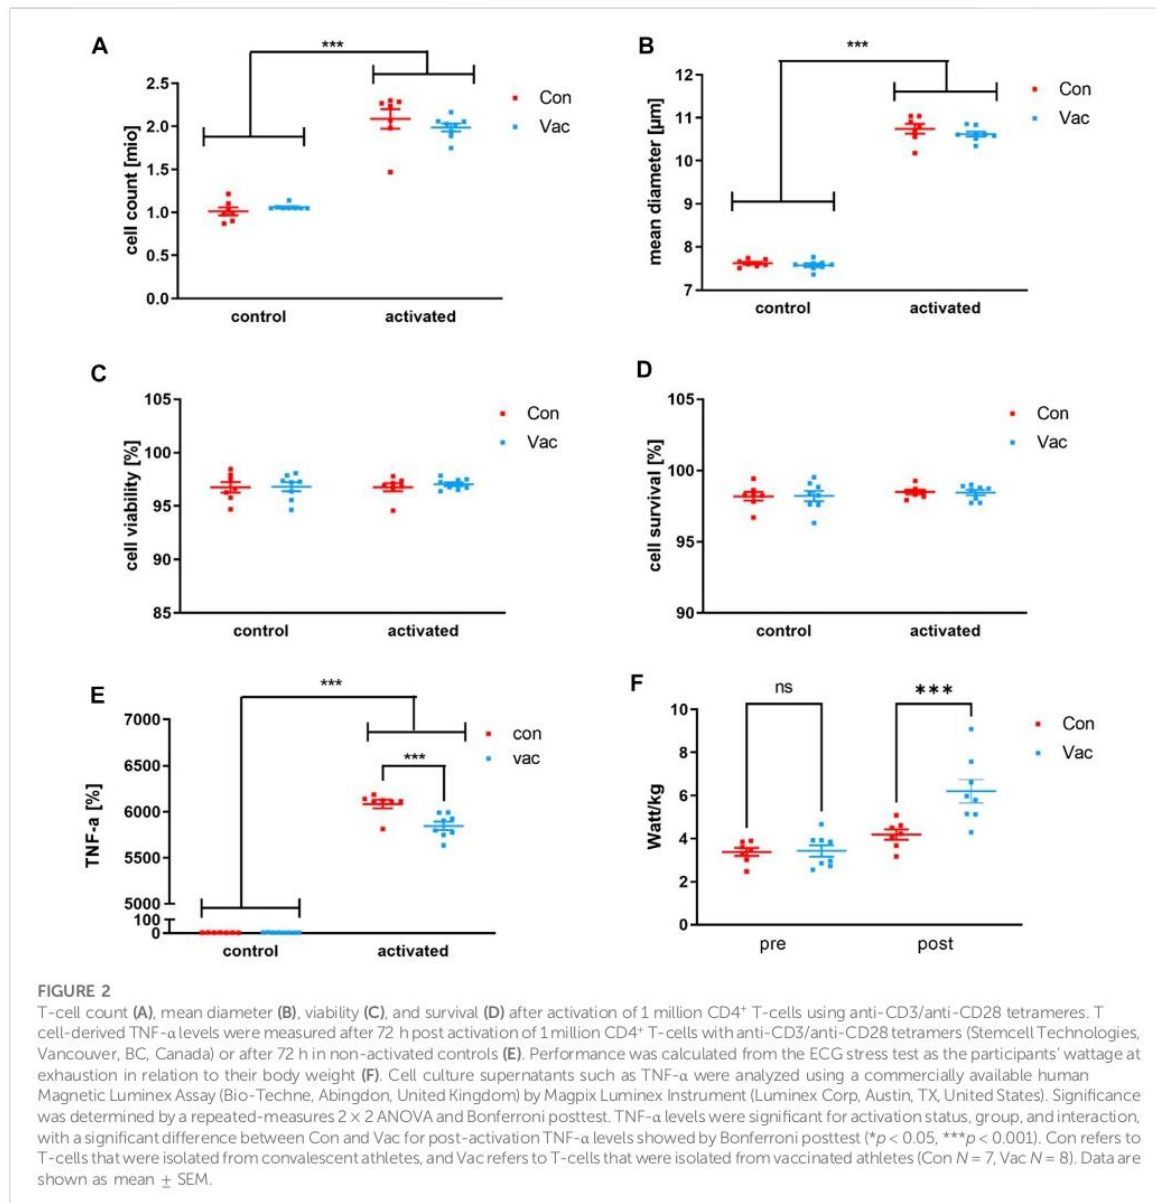 A
***
2.5
2.0
1.5
1.0
0.5
0.0
cell count [mio]
control
activated
Con
Vac
B
***
12
11
10
9
8
7
mean diameter [µm]
control
activated
Con
Vac
C
105
100
95
90
85
cell viability [%]
control
activated
Con
Vac
D
105
100
95
90
cell survival [%]
control
activated
Con
Vac
E
***
***
7000
6500
6000
5500
5000
100
0
TNF-a [%]
control
activated
con
vac
F
ns
***
10
8
6
4
2
0
Watt/kg
pre
post
Con
Vac
FIGURE 2
T-cell count (A), mean diameter (B), viability (C), and survival (D) after activation of 1 million CD4+ T-cells using anti-CD3/anti-CD28 tetrameres. T
cell-derived TNF-α levels were measured after 72 h post activation of 1 million CD4+ T-cells with anti-CD3/anti-CD28 tetramers (Stemcell Technologies,
Vancouver, BC, Canada) or after 72 h in non-activated controls (E). Performance was calculated from the ECG stress test as the participants' wattage at
exhaustion in relation to their body weight (F). Cell culture supernatants such as TNF-α were analyzed using a commercially available human
Magnetic Luminex Assay (Bio-Techne, Abingdon, United Kingdom) by Magpix Luminex Instrument (Luminex Corp, Austin, TX, United States). Significance
was determined by a repeated-measures 2 × 2 ANOVA and Bonferroni posttest. TNF-α levels were significant for activation status, group, and interaction,
with a significant difference between Con and Vac for post-activation TNF-α levels showed by Bonferroni posttest (*p < 0.05, ***p < 0.001). Con refers to
T-cells that were isolated from convalescent athletes, and Vac refers to T-cells that were isolated from vaccinated athletes (Con N = 7, Vac N = 8). Data are
shown as mean ± SEM.